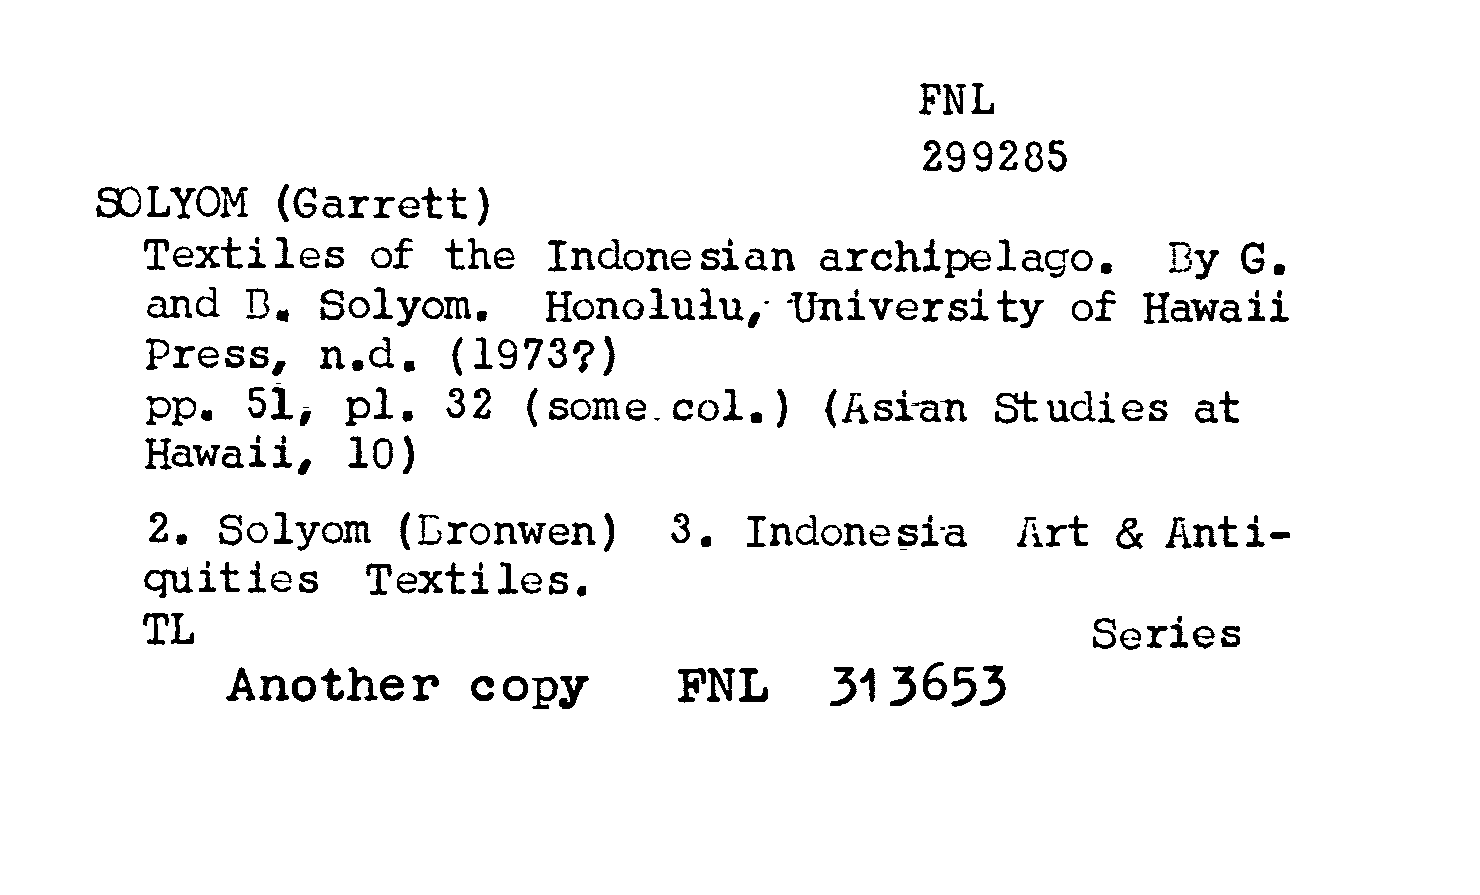 FNL
299285
SOLYOM (Garrett)
Textiles of the Indonesian archipelago. By G.
and B. Solyom. Honolulu, University of Hawaii
Press, n.d. (1973?)
pp. 51, pl. 32 (some col.) (Asian Studies at
Hawaii, 10)
2. Solyom (Bronwen) 3. Indonesia Art & Anti-
quities Textiles.
TL Series
Another copy FNL 313653